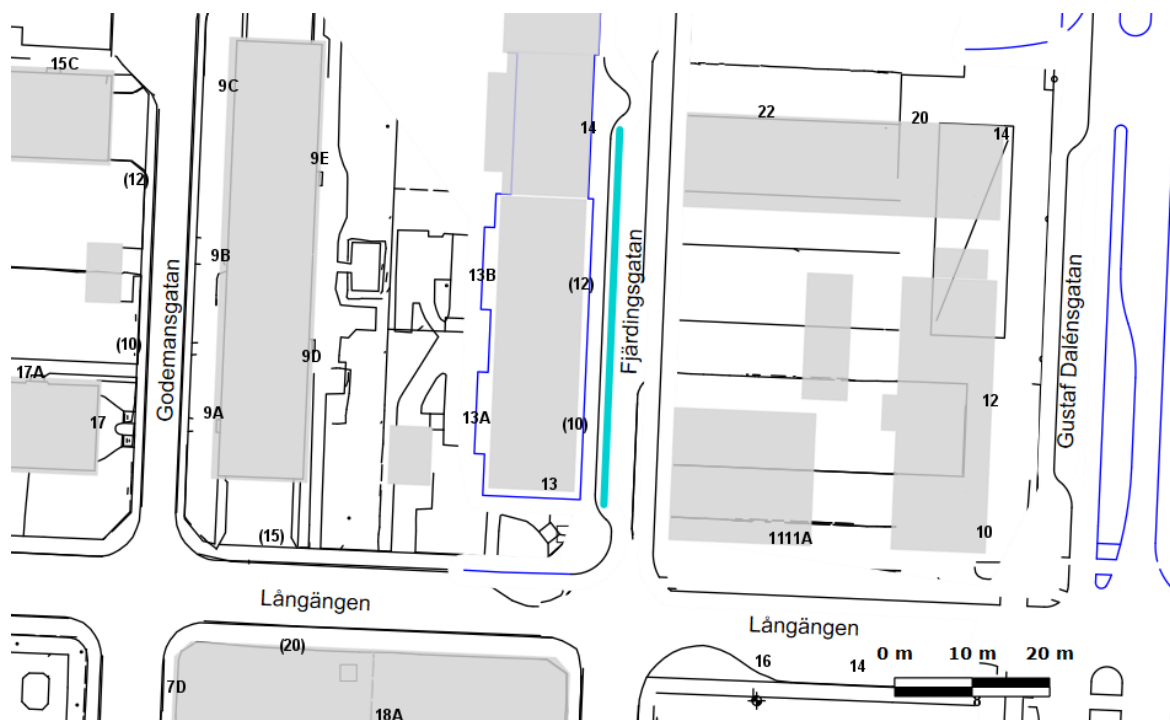 15C
9C
14
22
20
14
9E
(12)
Godemansgatan
9B
13B
(12)
Fjärdingsgatan
Gustaf Dalénsgatan
(10)
17A
9D
9A
17
13A
(10)
12
13
(15)
1111A
10
Långängen
Långängen
(20)
16
14
0 m 10 m 20 m
7D
18A
8